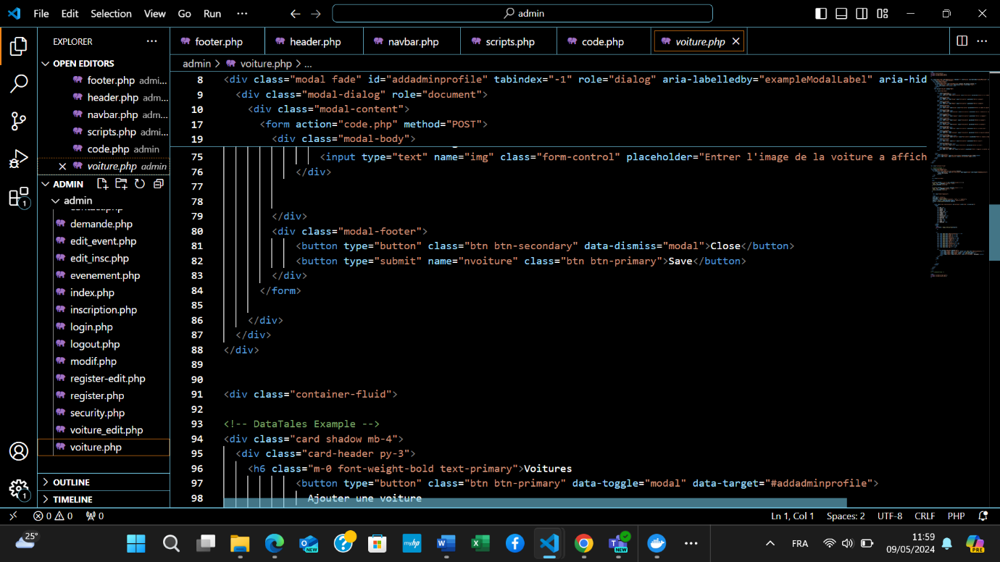 File Edit Selection View Go Run ··· admin
EXPLORER ···
OPEN EDITORS
footer.php admi...
header.php adm...
navbar.php adm...
scripts.php admi...
code.php admin
voiture.php admin
ADMIN
admin
contact.php
demande.php
edit_event.php
edit_insc.php
evenement.php
index.php
inscription.php
login.php
logout.php
modif.php
register-edit.php
register.php
security.php
voiture_edit.php
voiture.php
OUTLINE
TIMELINE
1
1
footer.php header.php navbar.php scripts.php code.php voiture.php
admin > voiture.php > ...
8 <div class="modal fade" id="addadminprofile" tabindex="-1" role="dialog" aria-labelledby="exampleModalLabel" aria-hid
9 <div class="modal-dialog" role="document">
10 <div class="modal-content">
17 <form action="code.php" method="POST">
19 <div class="modal-body">
75 <input type="text" name="img" class="form-control" placeholder="Entrer l'image de la voiture a affich
76 </div>
77
78
79 </div>
80 <div class="modal-footer">
81 <button type="button" class="btn btn-secondary" data-dismiss="modal">Close</button>
82 <button type="submit" name="nvoiture" class="btn btn-primary">Save</button>
83 </div>
84 </form>
85
86 </div>
87 </div>
88 </div>
89
90
91 <div class="container-fluid">
92
93 <!-- DataTales Example -->
94 <div class="card shadow mb-4">
95 <div class="card-header py-3">
96 <h6 class="m-0 font-weight-bold text-primary">Voitures
97 <button type="button" class="btn btn-primary" data-toggle="modal" data-target="#addadminprofile">
98 Ajouter une voiture
0 0 0 Ln 1, Col 1 Spaces: 2 UTF-8 CRLF PHP
25° NEW myhp NEW ··· FRA 11:59 PRE
09/05/2024